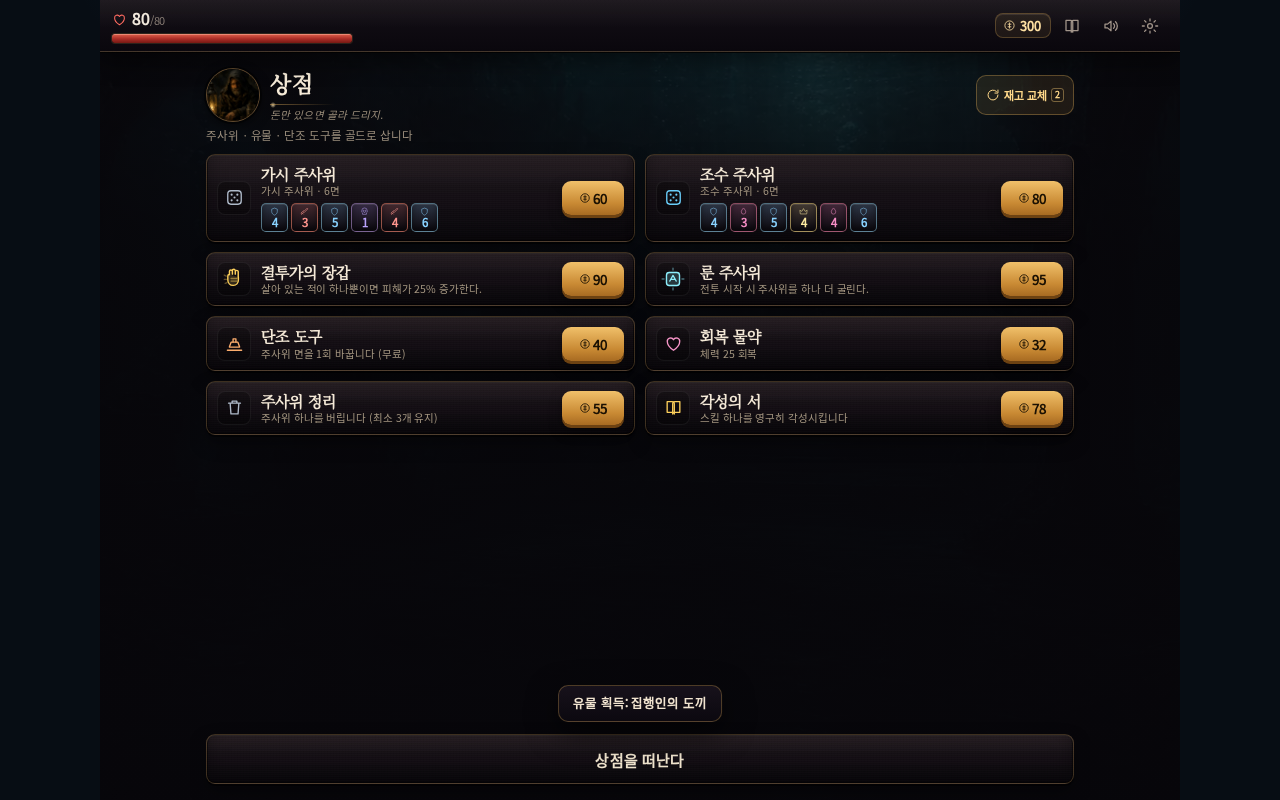 80/80
300
상점
돈만 있으면 골라 드리지.
재고 교체 2
주사위 · 유물 · 단조 도구를 골드로 삽니다
가시 주사위
가시 주사위 · 6면
4 3 5 1 4 6
60
조수 주사위
조수 주사위 · 6면
4 3 5 4 4 6
80
결투가의 장갑
살아 있는 적이 하나뿐이면 피해가 25% 증가한다.
90
룬 주사위
전투 시작 시 주사위를 하나 더 굴린다.
95
단조 도구
주사위 면을 1회 바꿉니다 (무료)
40
회복 물약
체력 25 회복
32
주사위 정리
주사위 하나를 버립니다 (최소 3개 유지)
55
각성의 서
스킬 하나를 영구히 각성시킵니다
78
유물 획득: 집행인의 도끼
상점을 떠난다